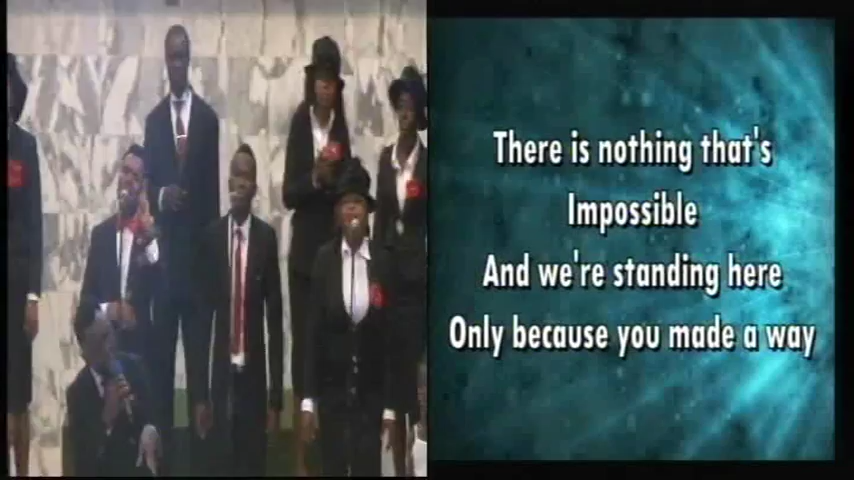 There is nothing that's
Impossible
And we're standing here
Only because you made a way